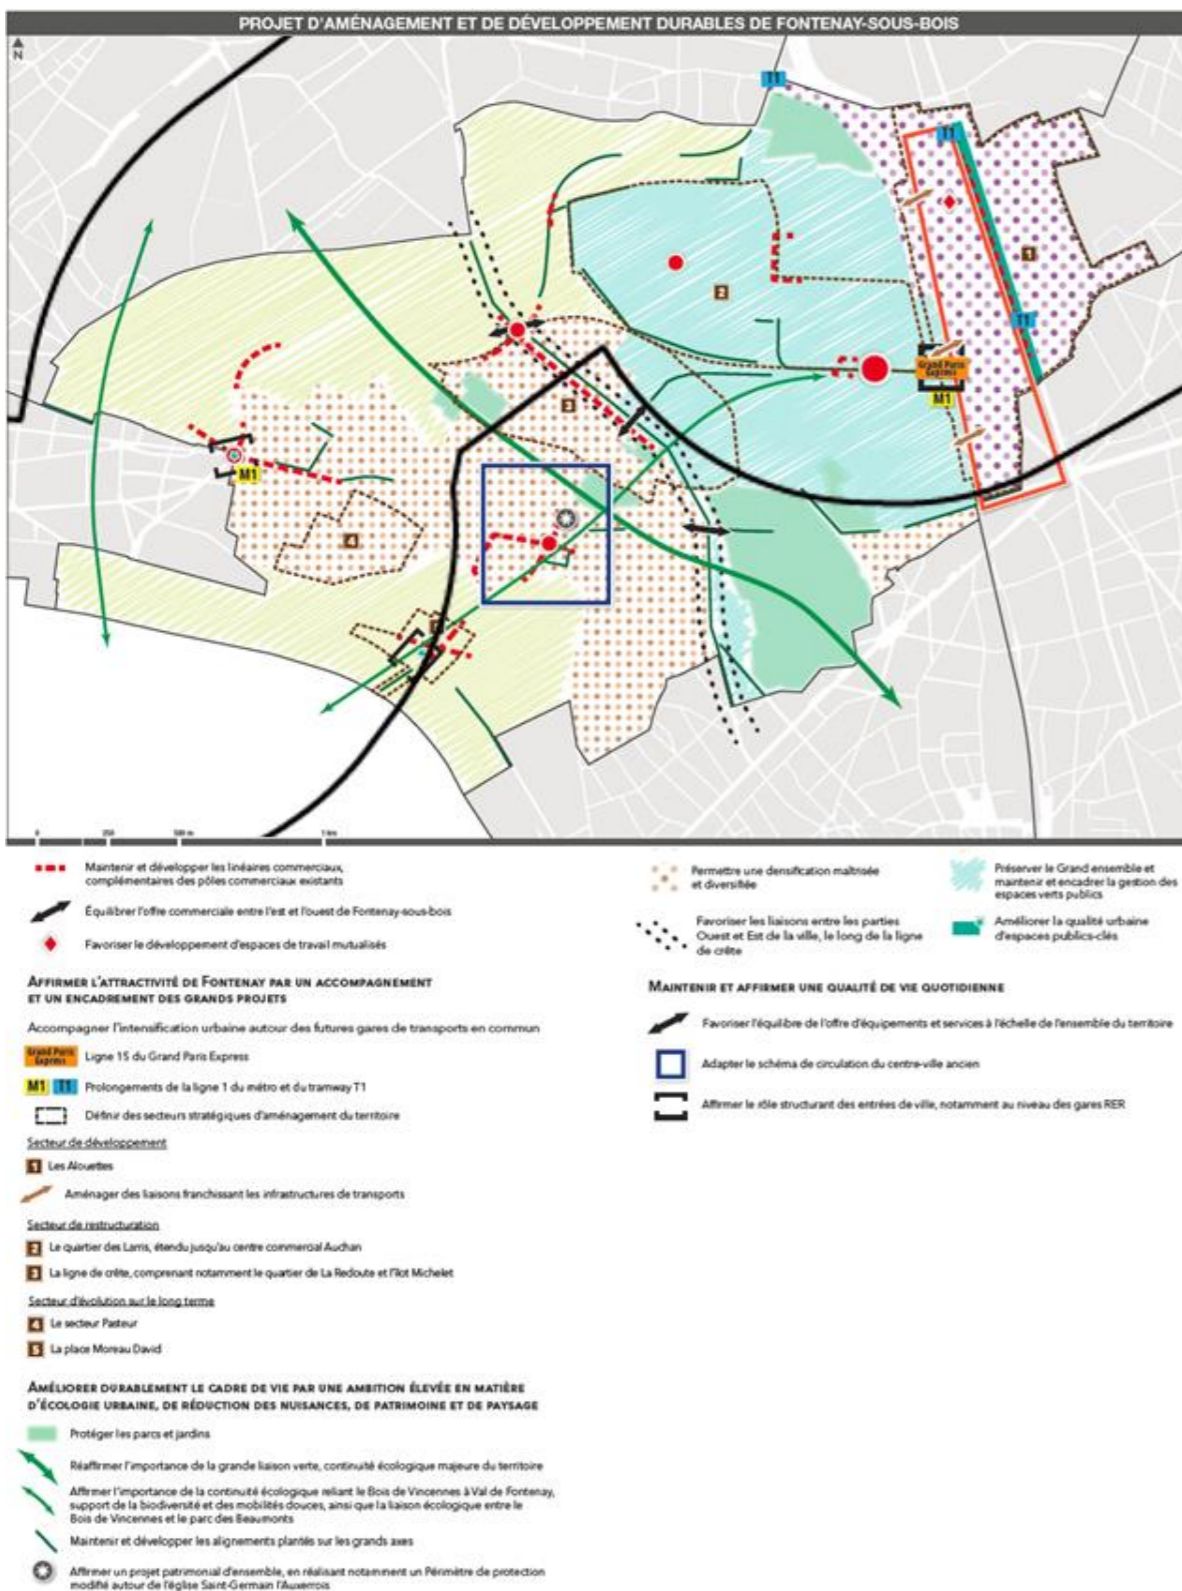 PROJET D'AMÉNAGEMENT ET DE DÉVELOPPEMENT DURABLES DE FONTENAY-SOUS-BOIS
N
T1
T1
1
2
T1
Grand Paris
Express
M1
3
M1
4
0 250 500 m 1 km
Maintenir et développer les linéaires commerciaux,
complémentaires des pôles commerciaux existants
Équilibrer l'offre commerciale entre l'est et l'ouest de Fontenay-sous-bois
Favoriser le développement d'espaces de travail mutualisés
AFFIRMER L'ATTRACTIVITÉ DE FONTENAY PAR UN ACCOMPAGNEMENT
ET UN ENCADREMENT DES GRANDS PROJETS
Accompagner l'intensification urbaine autour des futures gares de transports en commun
Grand Paris
Express
Ligne 15 du Grand Paris Express
M1 T1 Prolongements de la ligne 1 du métro et du tramway T1
Définir des secteurs stratégiques d'aménagement du territoire
Secteur de développement
1 Les Alouettes
Aménager des liaisons franchissant les infrastructures de transports
Secteur de restructuration
2 Le quartier des Larris, étendu jusqu'au centre commercial Auchan
3 La ligne de crête, comprenant notamment le quartier de La Redoute et l'îlot Michelet
Secteur d'évolution sur le long terme
4 Le secteur Pasteur
5 La place Moreau David
AMÉLIORER DURABLEMENT LE CADRE DE VIE PAR UNE AMBITION ÉLEVÉE EN MATIÈRE
D'ÉCOLOGIE URBAINE, DE RÉDUCTION DES NUISANCES, DE PATRIMOINE ET DE PAYSAGE
Protéger les parcs et jardins
Réaffirmer l'importance de la grande liaison verte, continuité écologique majeure du territoire
Affirmer l'importance de la continuité écologique reliant le Bois de Vincennes à Val de Fontenay,
support de la biodiversité et des mobilités douces, ainsi que la liaison écologique entre le
Bois de Vincennes et le parc des Beaumonts
Maintenir et développer les alignements plantés sur les grands axes
Affirmer un projet patrimonial d'ensemble, en réalisant notamment un Périmètre de protection
modifié autour de l'église Saint-Germain l'Auxerrois
Permettre une densification maîtrisée
et diversifiée
Préserver le Grand ensemble et
maintenir et encadrer la gestion des
espaces verts publics
Favoriser les liaisons entre les parties
Ouest et Est de la ville, le long de la ligne
de crête
Améliorer la qualité urbaine
d'espaces publics-clés
MAINTENIR ET AFFIRMER UNE QUALITÉ DE VIE QUOTIDIENNE
Favoriser l'équilibre de l'offre d'équipements et services à l'échelle de l'ensemble du territoire
Adapter le schéma de circulation du centre-ville ancien
Affirmer le rôle structurant des entrées de ville, notamment au niveau des gares RER